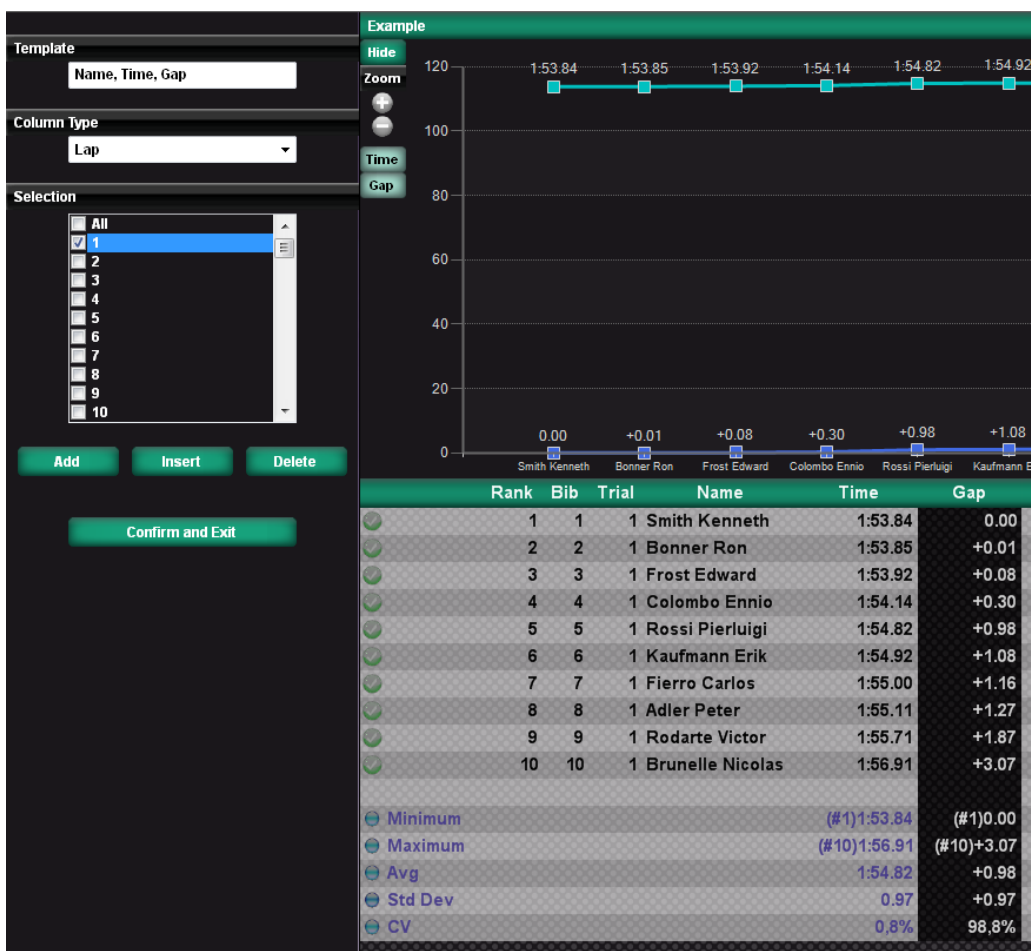 Template
Name, Time, Gap
Column Type
Lap
Selection
All
1
2
3
4
5
6
7
8
9
10
Add Insert Delete
Confirm and Exit
Example
Hide
Zoom
Time
Gap
120
100
80
60
40
20
0
1:53.84 1:53.85 1:53.92 1:54.14 1:54.82 1:54.92
0.00 +0.01 +0.08 +0.30 +0.98 +1.08
Smith Kenneth Bonner Ron Frost Edward Colombo Ennio Rossi Pierluigi Kaufmann E
Rank Bib Trial Name Time Gap
1 1 1 Smith Kenneth 1:53.84 0.00
2 2 1 Bonner Ron 1:53.85 +0.01
3 3 1 Frost Edward 1:53.92 +0.08
4 4 1 Colombo Ennio 1:54.14 +0.30
5 5 1 Rossi Pierluigi 1:54.82 +0.98
6 6 1 Kaufmann Erik 1:54.92 +1.08
7 7 1 Fierro Carlos 1:55.00 +1.16
8 8 1 Adler Peter 1:55.11 +1.27
9 9 1 Rodarte Victor 1:55.71 +1.87
10 10 1 Brunelle Nicolas 1:56.91 +3.07
Minimum (#1)1:53.84 (#1)0.00
Maximum (#10)1:56.91 (#10)+3.07
Avg 1:54.82 +0.98
Std Dev 0.97 +0.97
CV 0,8% 98,8%